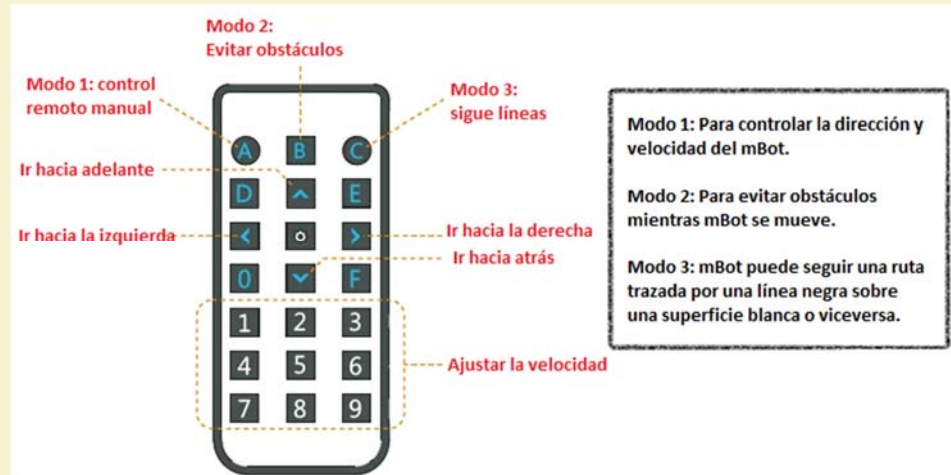 Modo 2:
Evitar obstáculos
Modo 1: control
remoto manual
Modo 3:
sigue líneas
A B C
Ir hacia adelante
D ^ E
Ir hacia la izquierda
< >
Ir hacia la derecha
Ir hacia atrás
0 F
1 2 3
4 5 6
Ajustar la velocidad
7 8 9
Modo 1: Para controlar la dirección y
velocidad del mBot.
Modo 2: Para evitar obstáculos
mientras mBot se mueve.
Modo 3: mBot puede seguir una ruta
trazada por una línea negra sobre
una superficie blanca o viceversa.